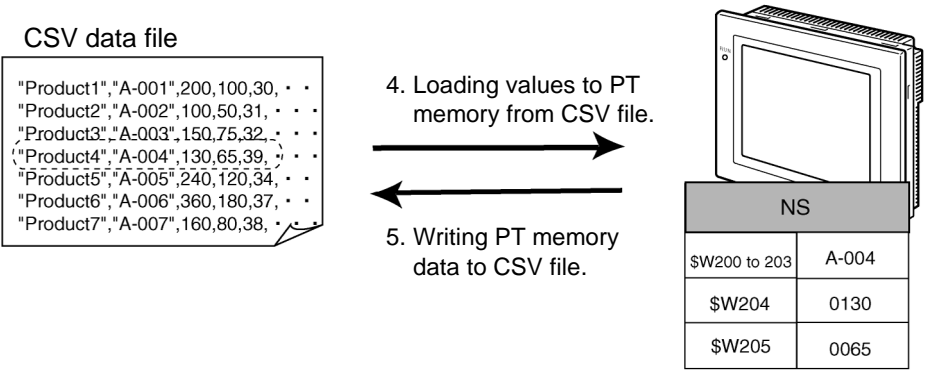 CSV data file
"Product1","A-001",200,100,30, · ·
"Product2","A-002",100,50,31, · · ·
"Product3","A-003",150,75,32, · · ·
"Product4","A-004",130,65,39, · · ·
"Product5","A-005",240,120,34, · · ·
"Product6","A-006",360,180,37, · ·
"Product7","A-007",160,80,38, · · ·
4. Loading values to PT
memory from CSV file.
5. Writing PT memory
data to CSV file.
RUN
NS
$W200 to 203 A-004
$W204 0130
$W205 0065